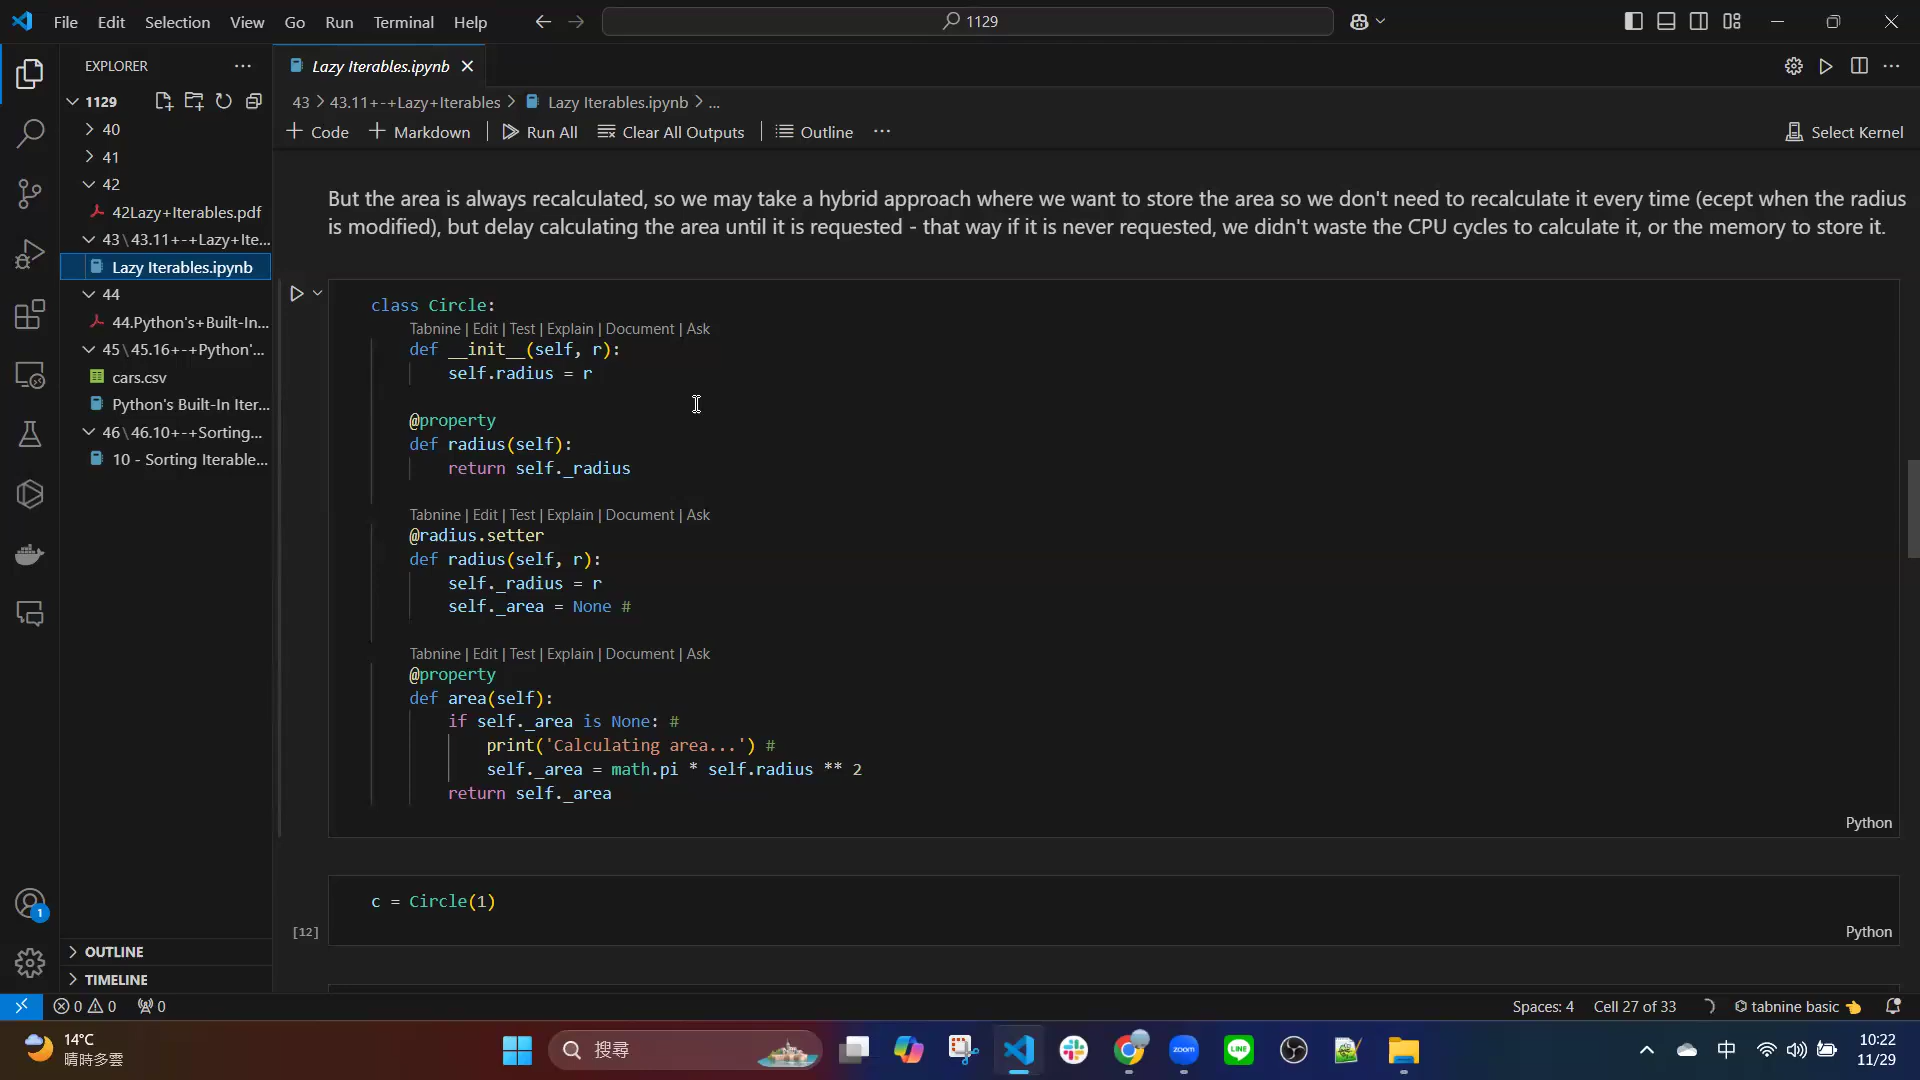 File Edit Selection View Go Run Terminal Help
1129
EXPLORER
Lazy Iterables.ipynb
1129
40
41
42
42Lazy+Iterables.pdf
43\43.11+-+Lazy+Ite...
Lazy Iterables.ipynb
44
44.Python's+Built-In...
45\45.16+-+Python'...
cars.csv
Python's Built-In Iter...
46\46.10+-+Sorting...
10 - Sorting Iterable...
OUTLINE
TIMELINE
43 > 43.11+-+Lazy+Iterables > Lazy Iterables.ipynb > ...
+ Code + Markdown | Run All Clear All Outputs | Outline ...
Select Kernel
But the area is always recalculated, so we may take a hybrid approach where we want to store the area so we don't need to recalculate it every time (ecept when the radius
is modified), but delay calculating the area until it is requested - that way if it is never requested, we didn't waste the CPU cycles to calculate it, or the memory to store it.
class Circle:
Tabnine | Edit | Test | Explain | Document | Ask
def __init__(self, r):
self.radius = r
@property
def radius(self):
return self._radius
Tabnine | Edit | Test | Explain | Document | Ask
@radius.setter
def radius(self, r):
self._radius = r
self._area = None #
Tabnine | Edit | Test | Explain | Document | Ask
@property
def area(self):
if self._area is None: #
print('Calculating area...') #
self._area = math.pi * self.radius ** 2
return self._area
Python
c = Circle(1)
[12]
Python
1
0 0 0
Spaces: 4 Cell 27 of 33 tabnine basic
14°C
晴時多雲
搜尋
zoom
LINE
中
10:22
11/29